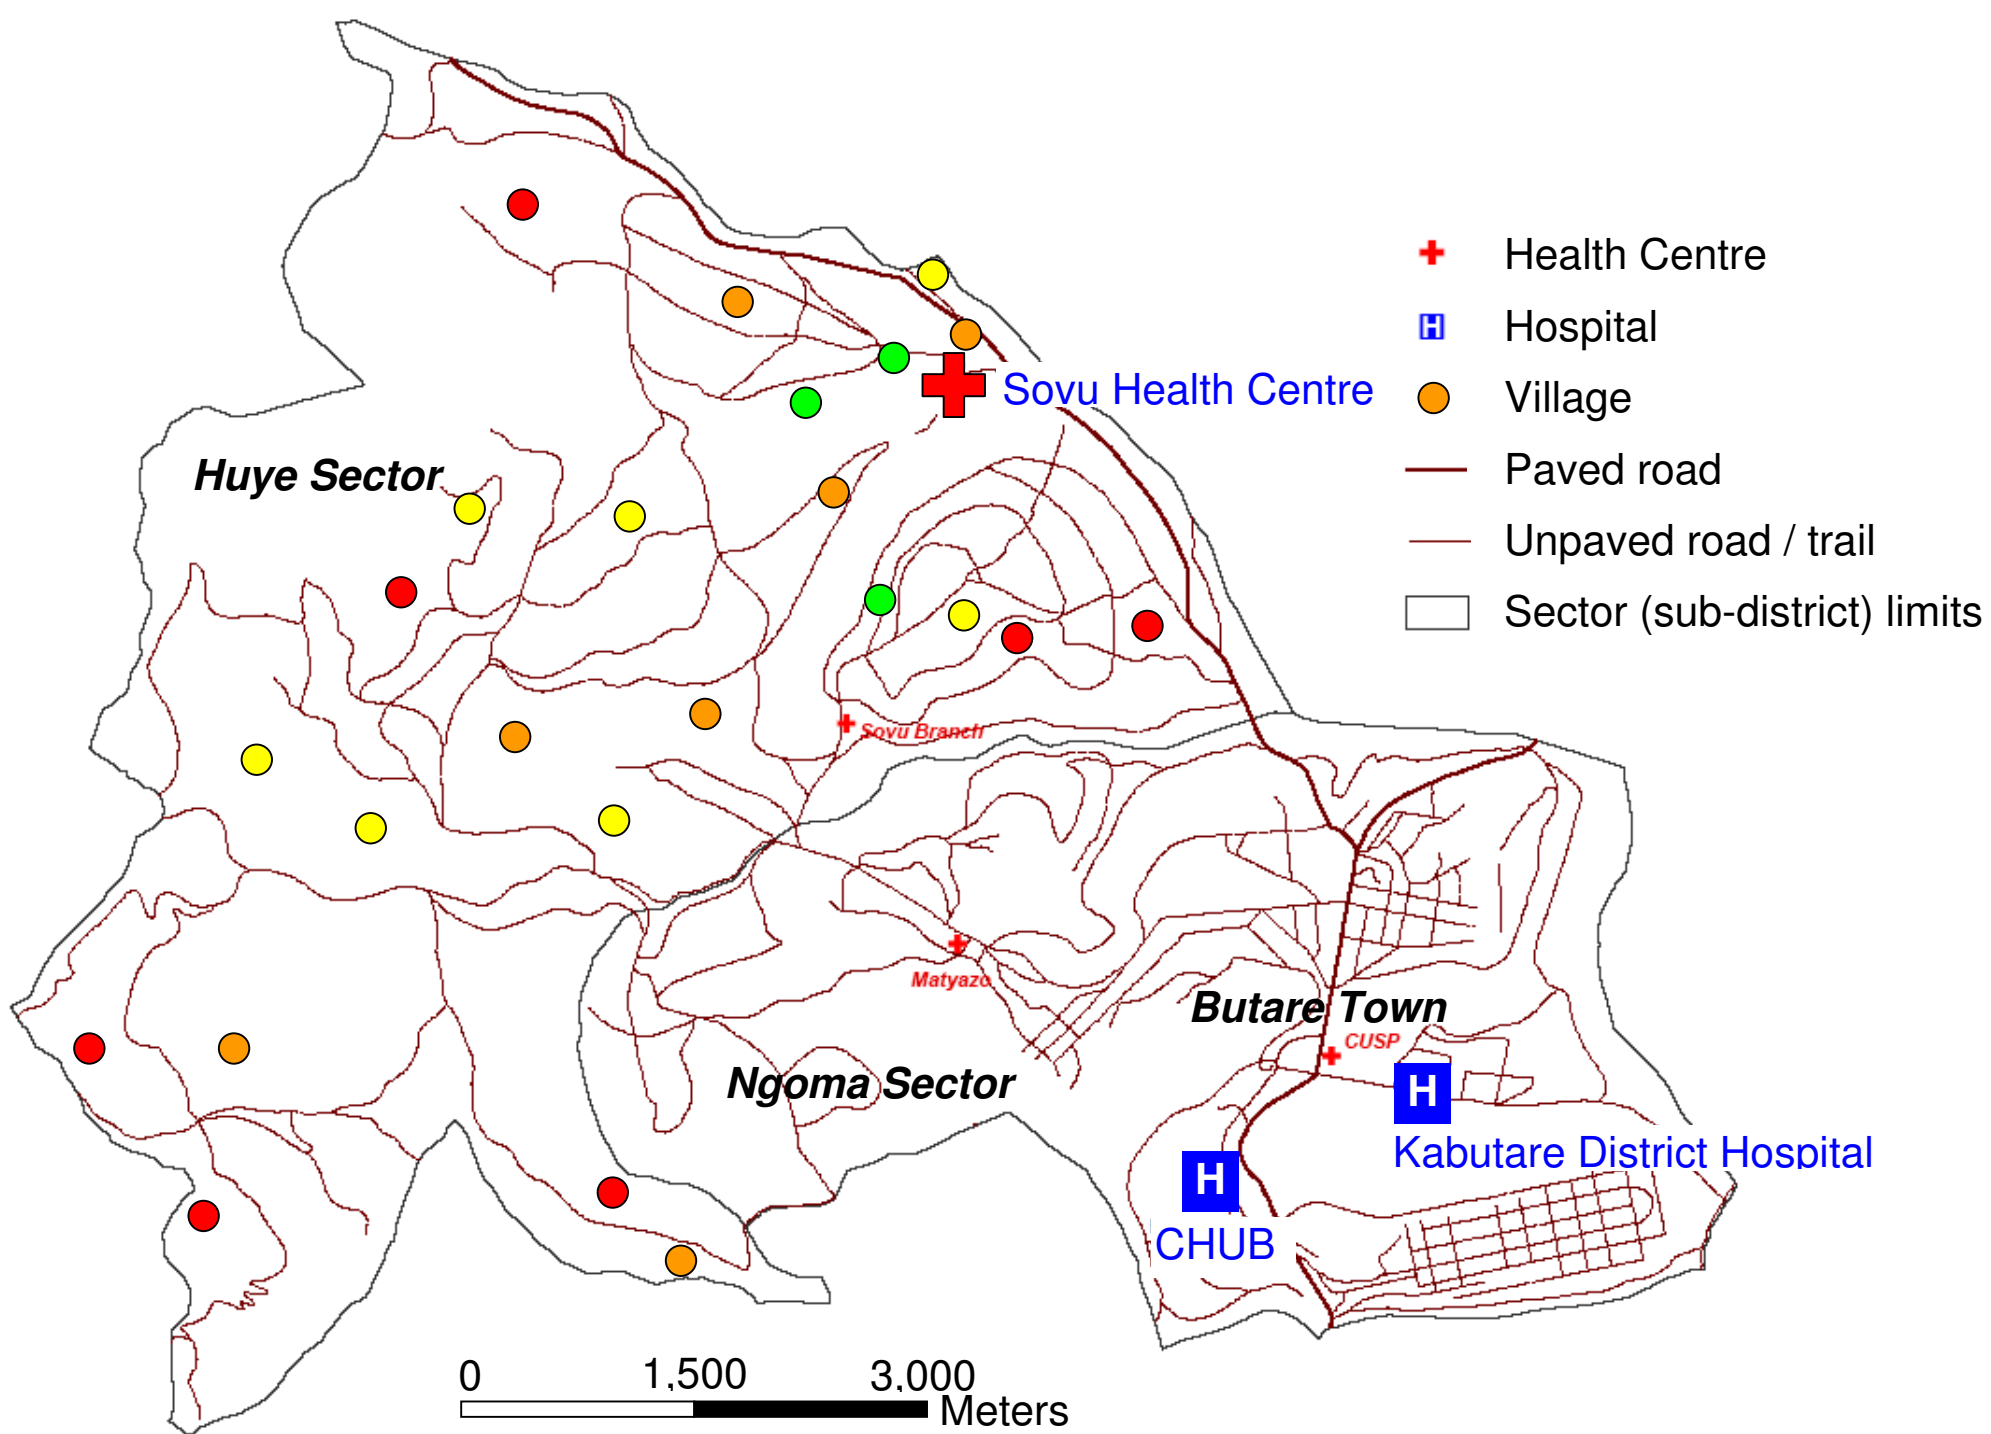 Health Centre
H Hospital
Village
Sovu Health Centre
Paved road
Huye Sector
Unpaved road / trail
Sector (sub-district) limits
Sovu Branch
Matyazo
Butare Town
CUSP
Ngoma Sector
H
Kabutare District Hospital
H
CHUB
0 1,500 3,000
Meters